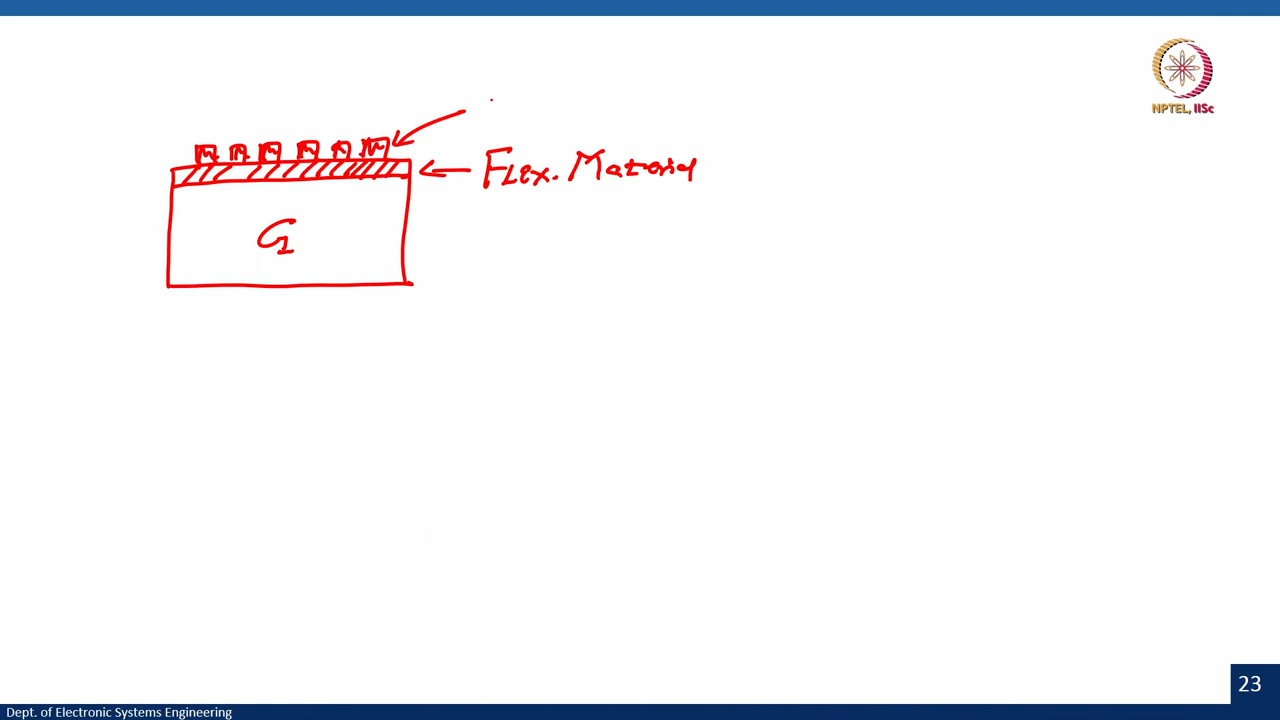 NPTEL, IISc
Flex. Material
G
23
Dept. of Electronic Systems Engineering